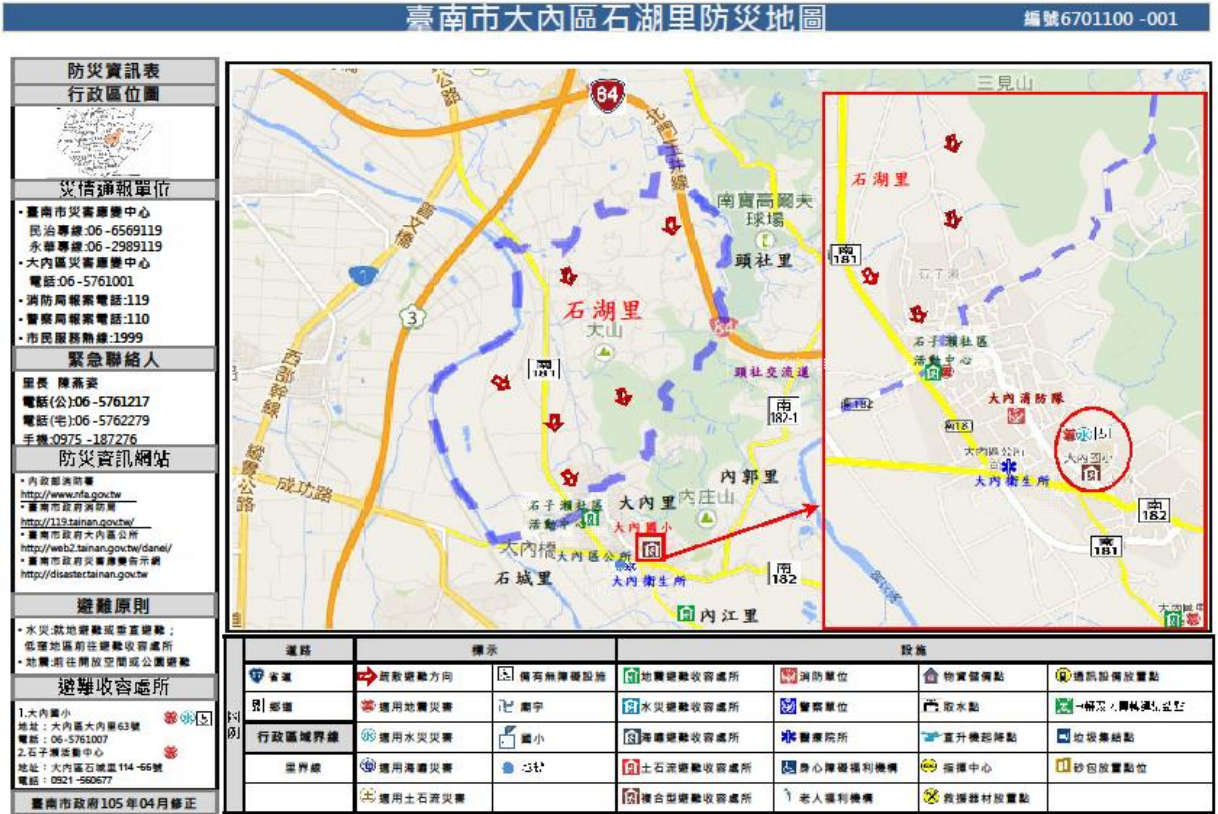 臺南市大內區石湖里防災地圖
編號6701100 -001
防災資訊表
行政區位圖
災情通報單位
・臺南市災害應變中心
民治專線:06 -6569119
永華專線:06 -2989119
・大內區災害應變中心
電話:06 -5761001
・消防局報案電話:119
・警察局報案電話:110
・市民服務熱線:1999
緊急聯絡人
里長 陳燕姿
電話(公):06 -5761217
電話(宅):06 -5762279
手機:0975 -187276
防災資訊網站
・內政部消防署
http://www.nfa.gov.tw
・臺南市政府消防局
http://119.tainan.gov.tw/
・臺南市政府大內區公所
http://web2.tainan.gov.tw/danei/
・臺南市政府災害應變告示網
http://disastectainan.gov.tw
避難原則
・水災:就地避難或垂直避難；
低窪地區前往避難收容處所
・地震:前往開放空間或公園避難
避難收容處所
1.大內國小
地址：大內區大內里63號
電話：06-5761007
2.石子瀨活動中心
地址：大內區石城里114 -66號
電話：0921 -560677
臺南市政府105年04月修正
84
北門玉井線
公路
普文橋
1
3
西部幹線
縱貫公路
成功路
南寶高爾夫
球場
頭社里
石湖里
大山
84
頭社交流道
南
181
南
182-1
內郭里
內庄山
大內里
石子瀨社區
活動中心
大內國小
大內橋
大內區公所
大內衛生所
石城里
南
182
內江里
三見山
石湖里
南
181
石子瀨
石子瀨社區
活動中心
南182
大內消防隊
南181
大內區公所
大內衛生所
大內國小
南
182
南
181
圖例
道路
標示
設施
省道
疏散避難方向
備有無障礙設施
地震避難收容處所
消防單位
物資儲備點
通訊設備放置點
鄉道
適用地震災害
廟宇
水災避難收容處所
警察單位
取水點
行政區域界線
適用水災災害
國小
海嘯避難收容處所
醫療院所
直升機起降點
垃圾集結點
里界線
適用海嘯災害
土石流避難收容處所
身心障礙福利機構
指揮中心
砂包放置點位
適用土石流災害
複合型避難收容處所
老人福利機構
救援器材放置點